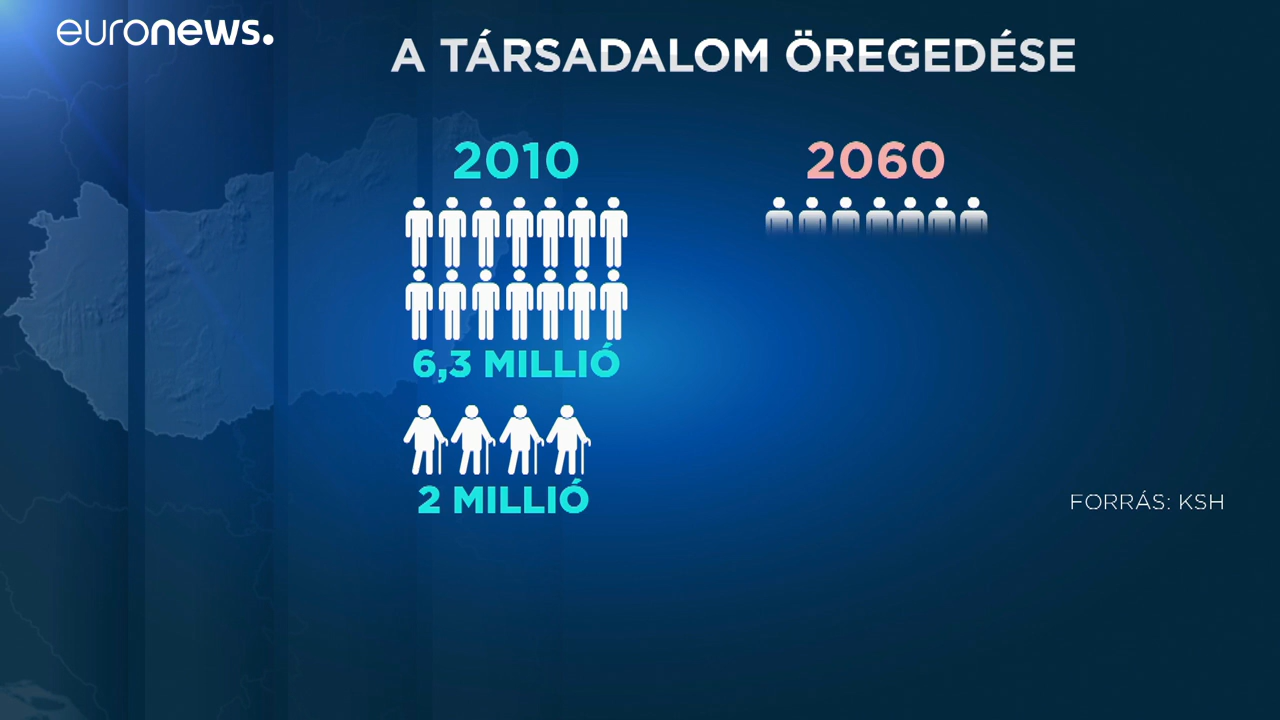 euronews.
A TÁRSADALOM ÖREGEDÉSE
2010
2060
6,3 MILLIÓ
2 MILLIÓ
FORRÁS: KSH